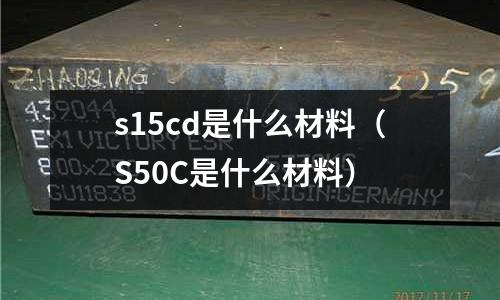 ZHAOQING
3259
439044
s15cd是什么材料（
S50C是什么材料）
EX1 VICTORY ESR
GU11838
ORIGIN:GERMANY
2017/11/17